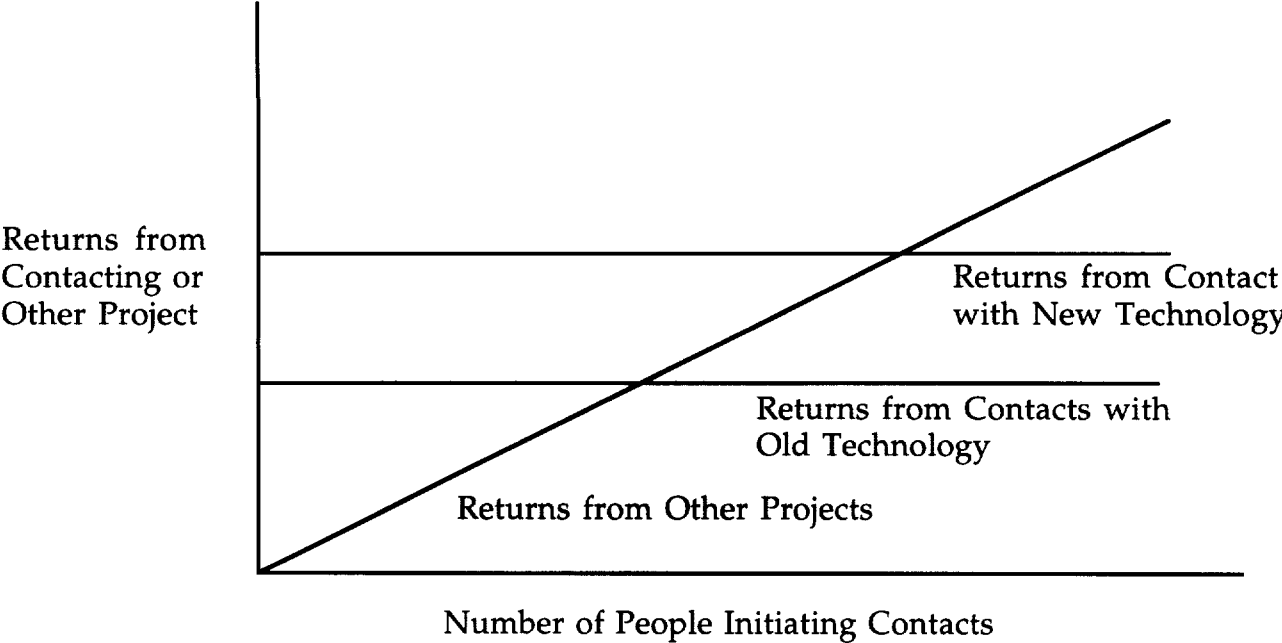 Returns from
Contacting or
Other Project
Returns from Contact
with New Technology
Returns from Contacts with
Old Technology
Returns from Other Projects
Number of People Initiating Contacts